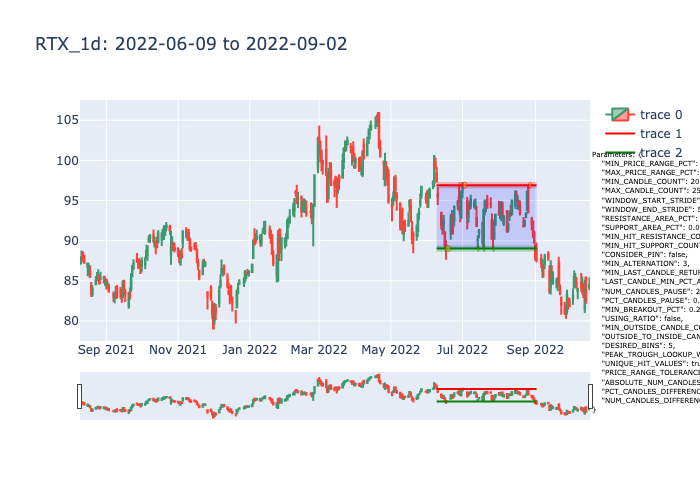 RTX_1d: 2022-06-09 to 2022-09-02
105
100
95
90
85
80
Sep 2021
Nov 2021
Jan 2022
Mar 2022
May 2022
Jul 2022
Sep 2022
trace 0
trace 1
trace 2
Parameters: {
"MIN_PRICE_RANGE_PCT":
"MAX_PRICE_RANGE_PCT":
"MIN_CANDLE_COUNT": 20
"MAX_CANDLE_COUNT": 25
"WINDOW_START_STRIDE"
"WINDOW_END_STRIDE": 5
"RESISTANCE_AREA_PCT":
"SUPPORT_AREA_PCT": 0.0
"MIN_HIT_RESISTANCE_CO
"MIN_HIT_SUPPORT_COUNT
"CONSIDER_PIN": false,
"MIN_ALTERNATION": 3,
"MIN_LAST_CANDLE_RETUR
"LAST_CANDLE_MIN_PCT_A
"NUM_CANDLES_PAUSE": 2
"PCT_CANDLES_PAUSE": 0.
"MIN_BREAKOUT_PCT": 0.2
"USING_RATIO": false,
"MIN_OUTSIDE_CANDLE_CO
"OUTSIDE_TO_INSIDE_CAN
"DESIRED_BINS": 5,
"PEAK_TROUGH_LOOKUP_W
"UNIQUE_HIT_VALUES": tru
"PRICE_RANGE_TOLERANC
"ABSOLUTE_NUM_CANDLES
"PCT_CANDLES_DIFFERENC
"NUM_CANDLES_DIFFEREN
}